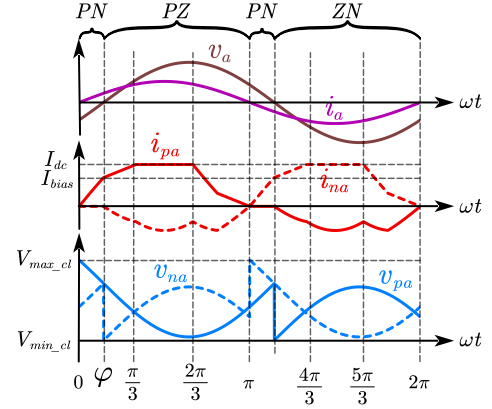 PN PZ PN ZN
v_a
i_a
ωt
I_dc
I_bias
i_pa
i_na
ωt
V_max_cl
v_na
v_pa
V_min_cl
ωt
0 φ π/3 2π/3 π 4π/3 5π/3 2π